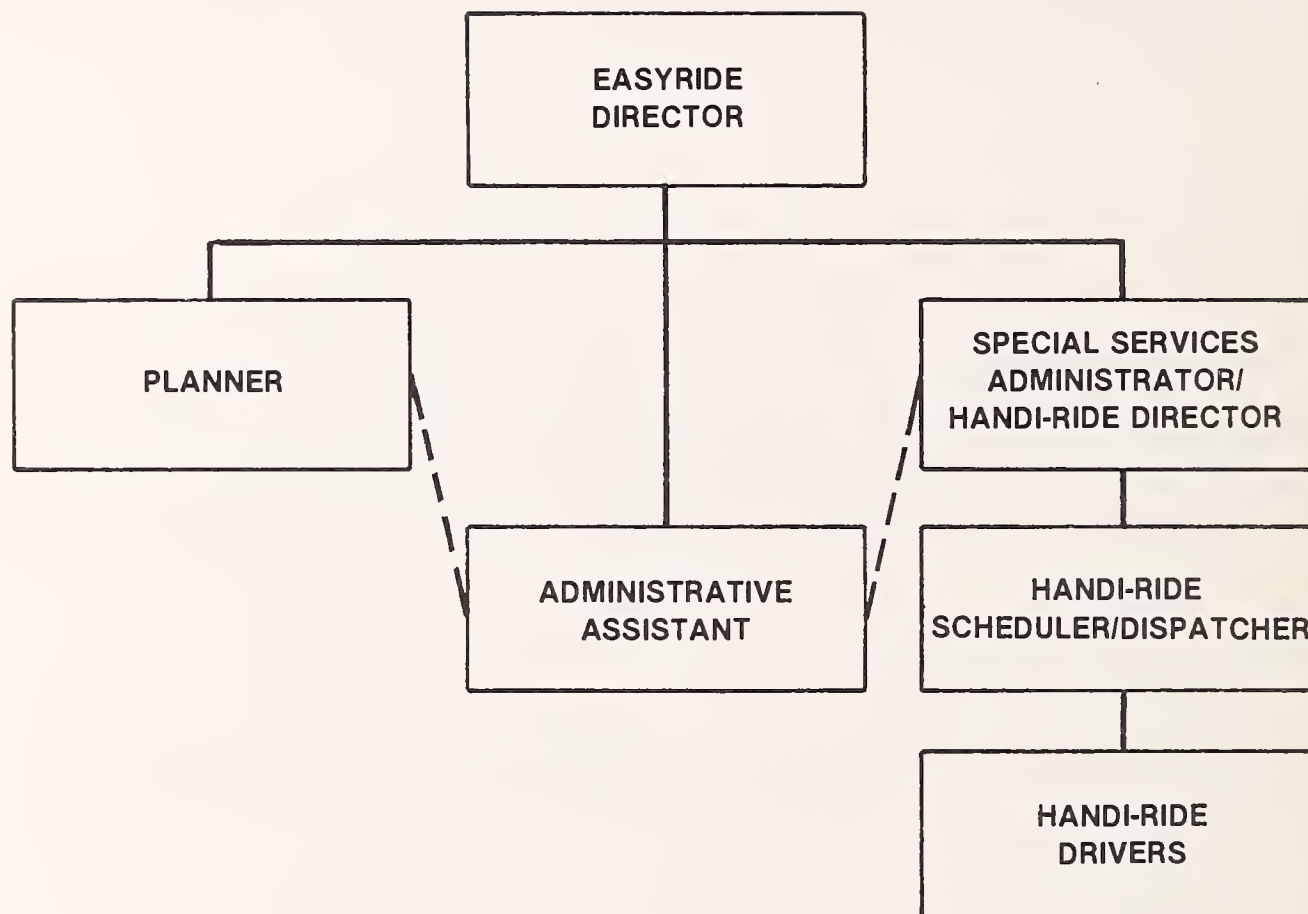 EASYRIDE
DIRECTOR
PLANNER
SPECIAL SERVICES
ADMINISTRATOR/
HANDI-RIDE DIRECTOR
ADMINISTRATIVE
ASSISTANT
HANDI-RIDE
SCHEDULER/DISPATCHER
HANDI-RIDE
DRIVERS